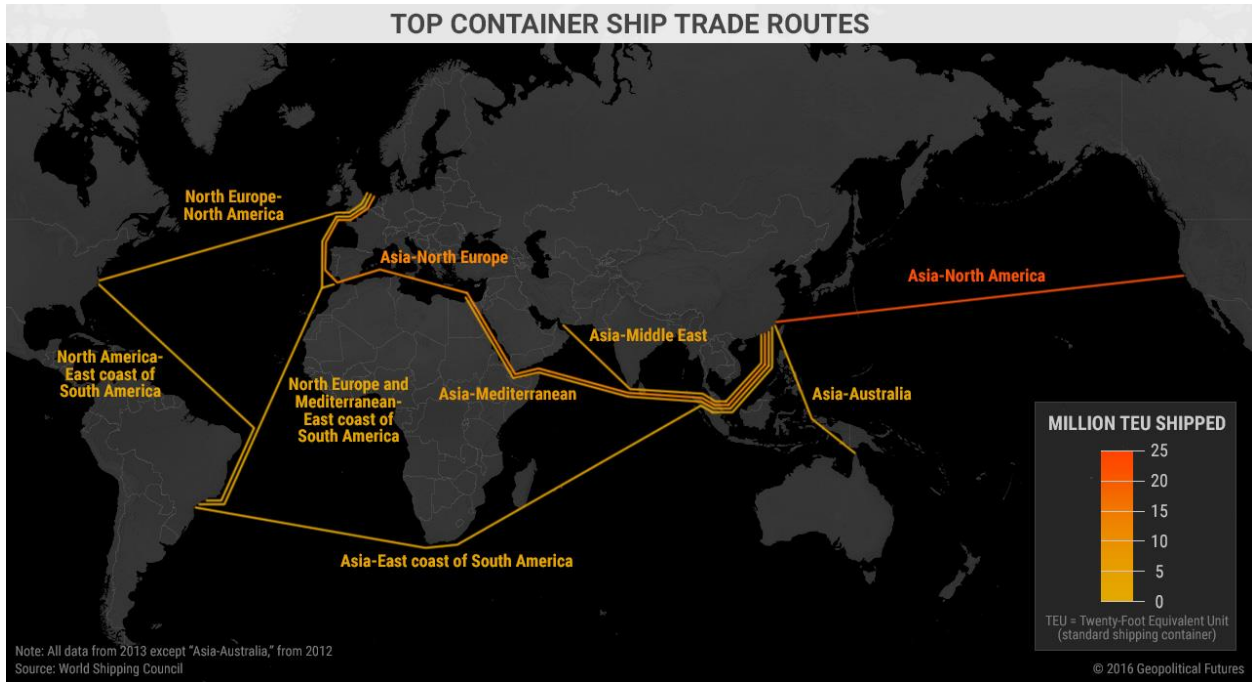 TOP CONTAINER SHIP TRADE ROUTES
North Europe-
North America
Asia-North Europe
Asia-North America
Asia-Middle East
North America-
East coast of
South America
North Europe and
Mediterranean-
East coast of
South America
Asia-Mediterranean
Asia-Australia
Asia-East coast of South America
MILLION TEU SHIPPED
25
20
15
10
5
0
TEU = Twenty-Foot Equivalent Unit
(standard shipping container)
Note: All data from 2013 except "Asia-Australia," from 2012
Source: World Shipping Council
© 2016 Geopolitical Futures